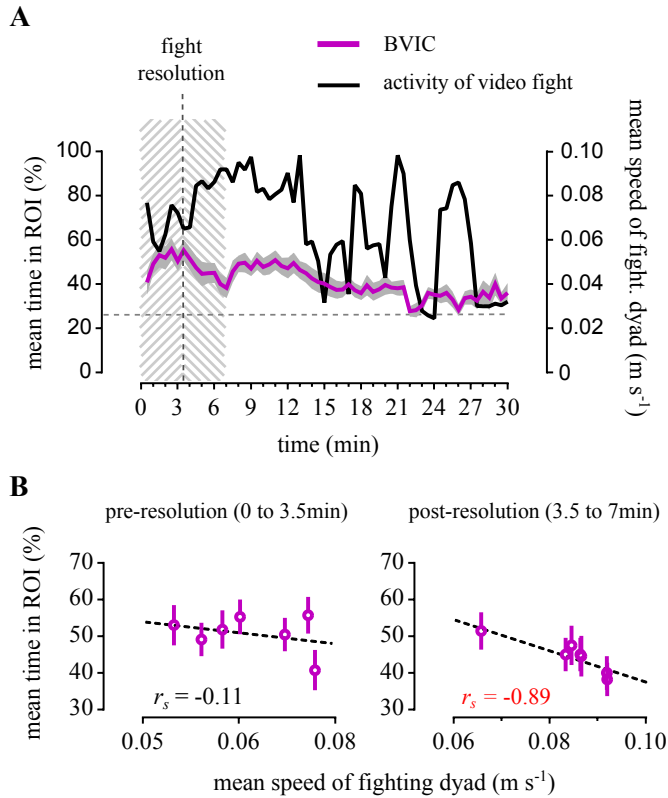 A
fight
resolution
BVIC
activity of video fight
mean time in ROI (%)
100
80
60
40
20
0
0.10
0.08
0.06
0.04
0.02
0
mean speed of
fight. dyad (m s⁻¹)
0 3 6 9 12 15 18 21 24 27 30
time (min)
B
pre-resolution (0 to 3.5min)
post-resolution (3.5 to 7min)
mean time in ROI (%)
70
60
50
40
30
r_s = -0.11
0.05 0.06 0.07 0.08
70
60
50
40
30
r_s = -0.89
0.06 0.08 0.10
mean speed of fighting dyad (m s⁻¹)